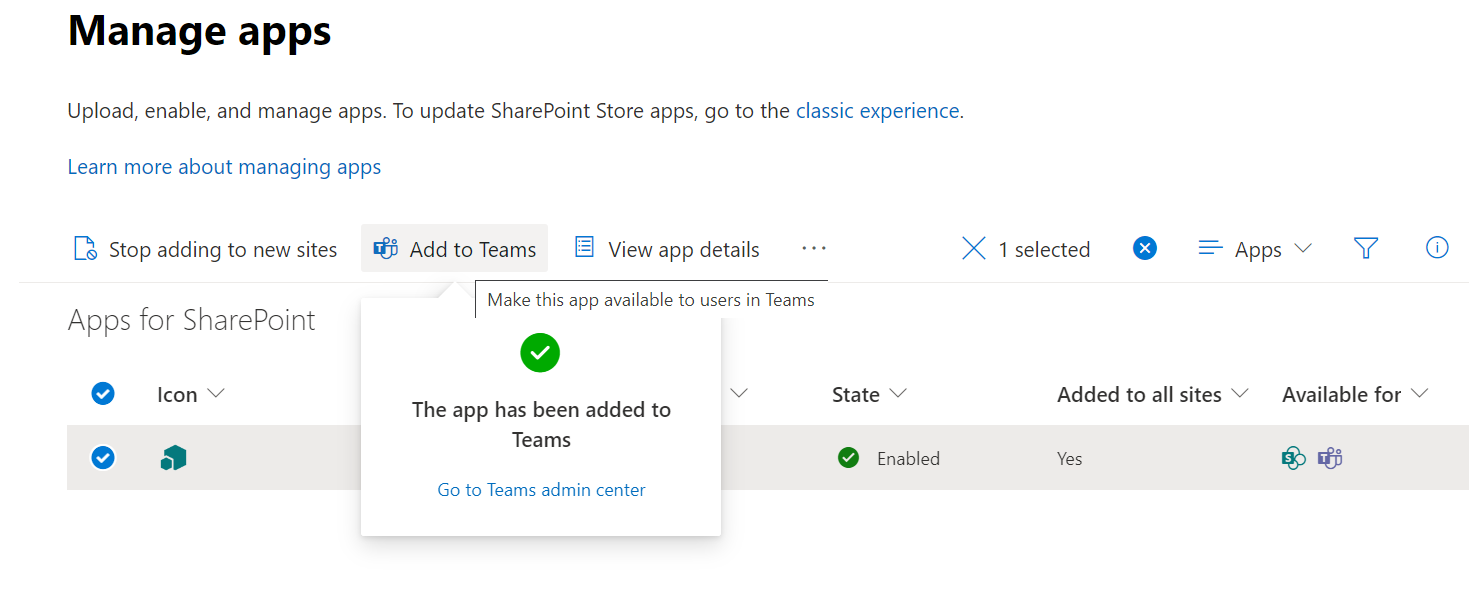 Manage apps
Upload, enable, and manage apps. To update SharePoint Store apps, go to the classic experience.
Learn more about managing apps
Stop adding to new sites Add to Teams View app details ··· 1 selected Apps
Make this app available to users in Teams
Apps for SharePoint
Icon State Added to all sites Available for
The app has been added to
Teams
Enabled Yes
Go to Teams admin center